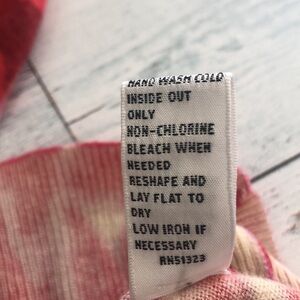 HAND WASH COLD
INSIDE OUT
ONLY
NON-CHLORINE
BLEACH WHEN
NEEDED
RESHAPE AND
LAY FLAT TO
DRY
LOW IRON IF
NECESSARY
RN51323